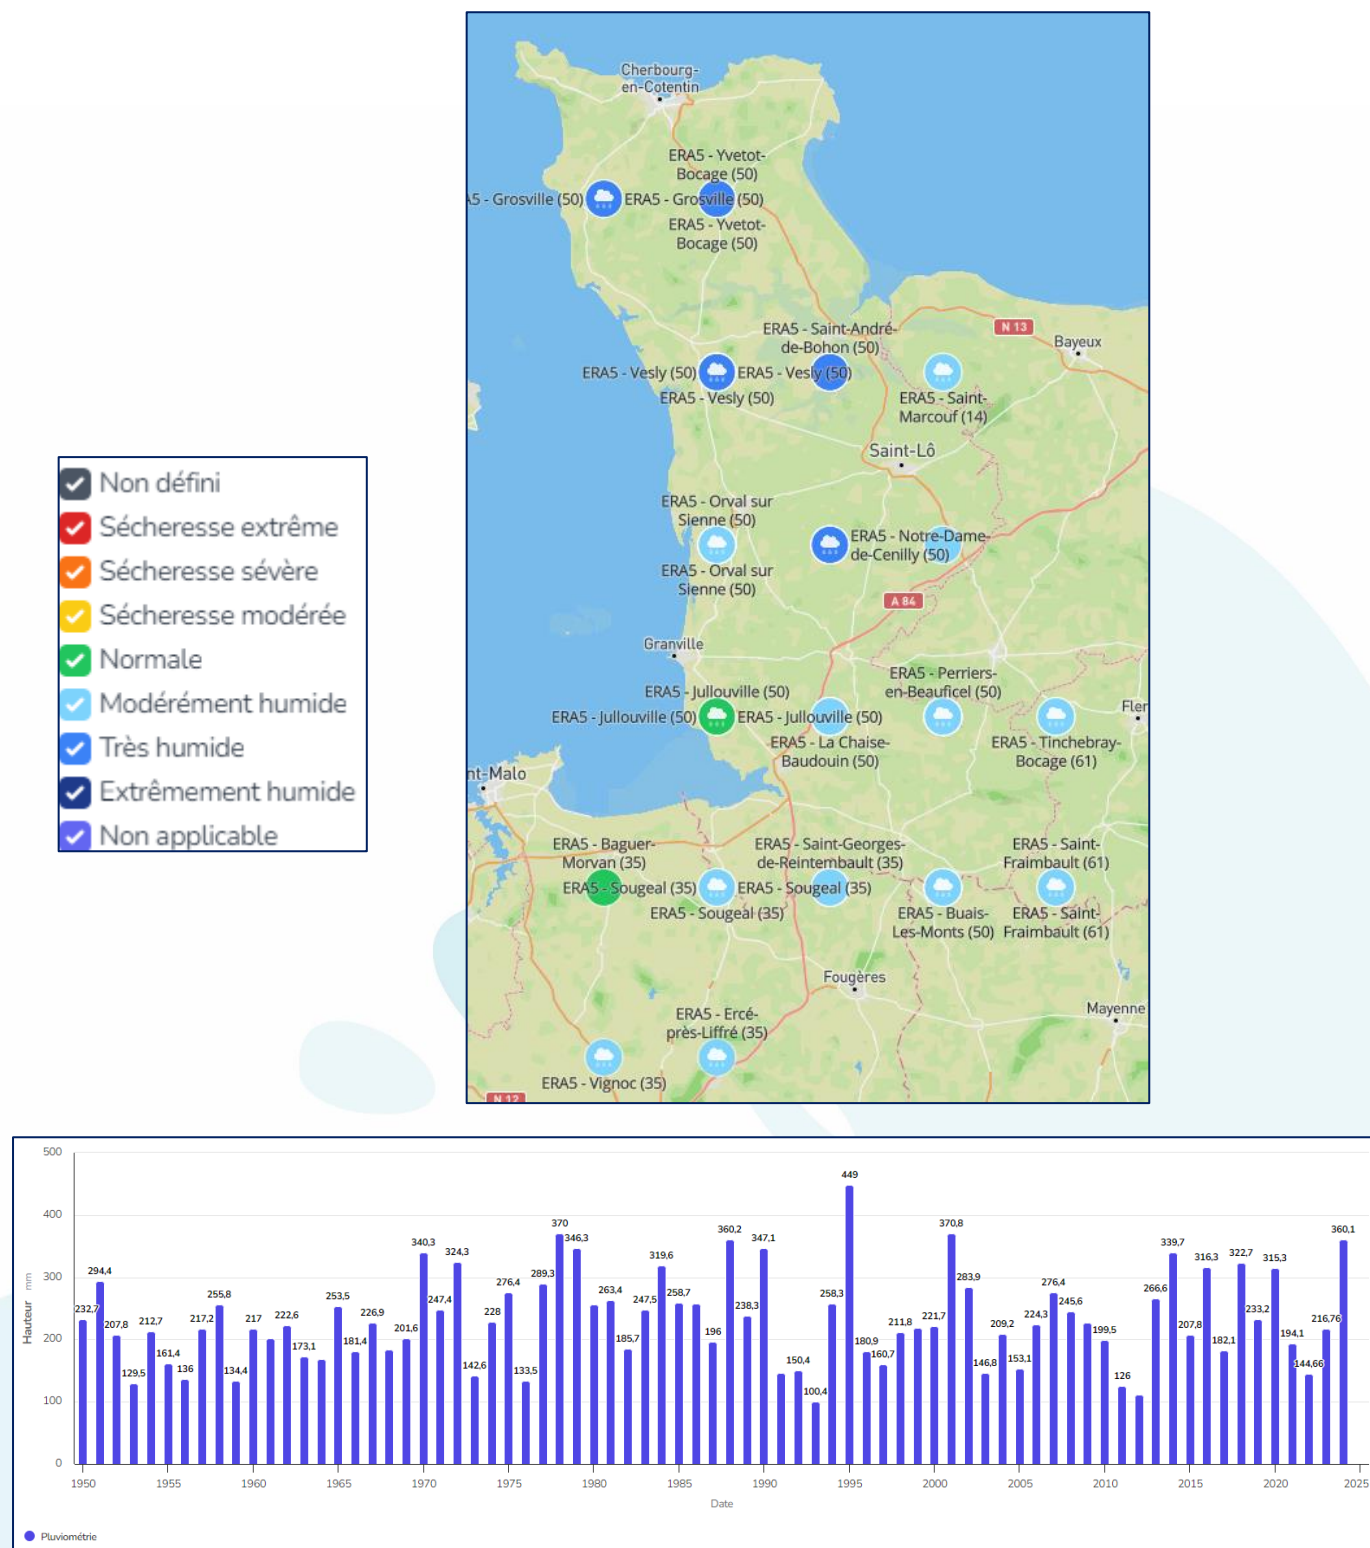 Cherbourg-
en-Cotentin
ERA5 - Yvetot-
Bocage (50)
A5 - Grosville (50)
ERA5 - Grosville (50)
ERA5 - Yvetot-
Bocage (50)
N 13
ERA5 - Saint-André-
de-Bohon (50)
Bayeux
ERA5 - Vesly (50)
ERA5 - Vesly (50)
ERA5 - Vesly (50)
ERA5 - Saint-
Marcouf (14)
Saint-Lô
ERA5 - Orval sur
Sienne (50)
ERA5 - Notre-Dame-
de-Cenilly (50)
ERA5 - Orval sur
Sienne (50)
A 84
Granville
ERA5 - Perriers-
en-Beauficel (50)
ERA5 - Jullouville (50)
ERA5 - Jullouville (50)
ERA5 - Jullouville (50)
Fler
ERA5 - La Chaise-
Baudouin (50)
ERA5 - Tinchebray-
Bocage (61)
nt-Malo
ERA5 - Baguer-
Morvan (35)
ERA5 - Saint-Georges-
de-Reintembault (35)
ERA5 - Saint-
Fraimbault (61)
ERA5 - Sougeal (35)
ERA5 - Sougeal (35)
ERA5 - Sougeal (35)
ERA5 - Buais-
Les-Monts (50)
ERA5 - Saint-
Fraimbault (61)
Fougères
Mayenne
ERA5 - Ercé-
près-Liffré (35)
ERA5 - Vignoc (35)
N 12
Non défini
Sécheresse extrême
Sécheresse sévère
Sécheresse modérée
Normale
Modérément humide
Très humide
Extrêmement humide
Non applicable
500
400
300
200
100
0
Hauteur mm
232,7
294,4
207,8
129,5
212,7
161,4
136
217,2
255,8
134,4
217
222,6
173,1
253,5
181,4
226,9
201,6
340,3
247,4
324,3
142,6
228
276,4
133,5
289,3
370
346,3
263,4
185,7
247,5
319,6
258,7
196
360,2
238,3
347,1
150,4
100,4
258,3
449
180,9
160,7
211,8
221,7
370,8
283,9
146,8
209,2
153,1
224,3
276,4
245,6
199,5
126
266,6
339,7
207,8
316,3
182,1
322,7
233,2
315,3
194,1
144,66
216,76
360,1
1950 1955 1960 1965 1970 1975 1980 1985 1990 1995 2000 2005 2010 2015 2020 2025
Date
Pluviométrie